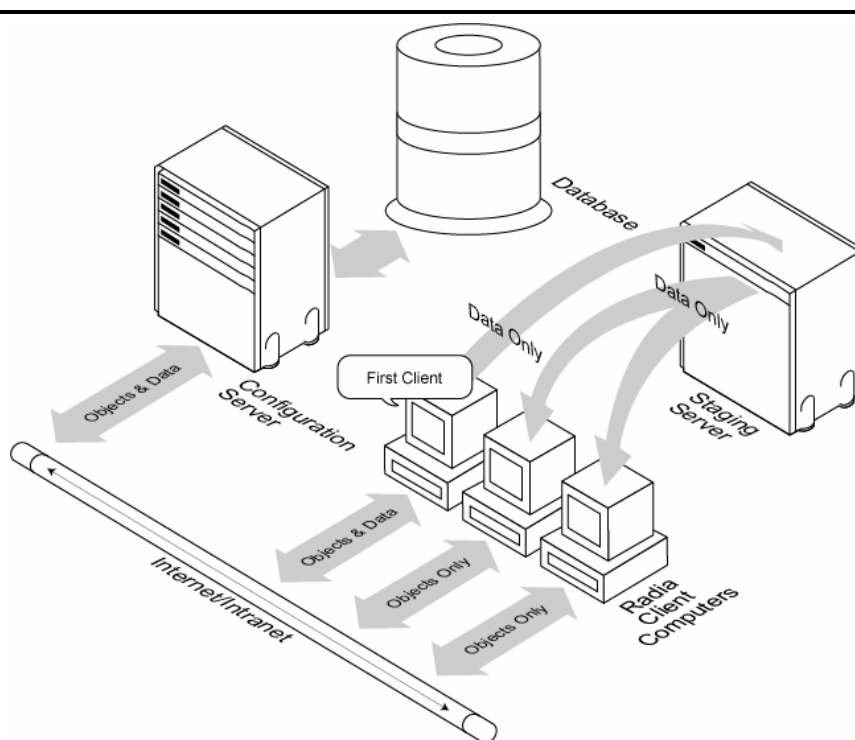 Database
Data Only
Data Only
First Client
Objects & Data
Configuration
Server
Staging
Server
Objects & Data
Objects Only
Objects Only
Internet/Intranet
Radia
Client
Computers